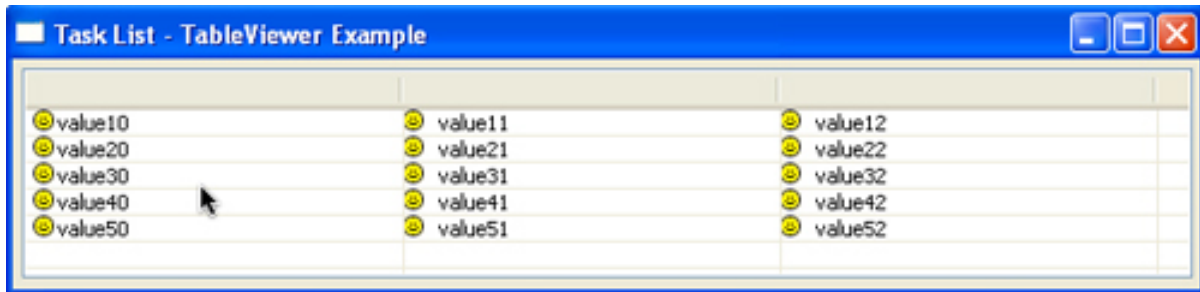 Task List - TableViewer Example
value10 value11 value12
value20 value21 value22
value30 value31 value32
value40 value41 value42
value50 value51 value52